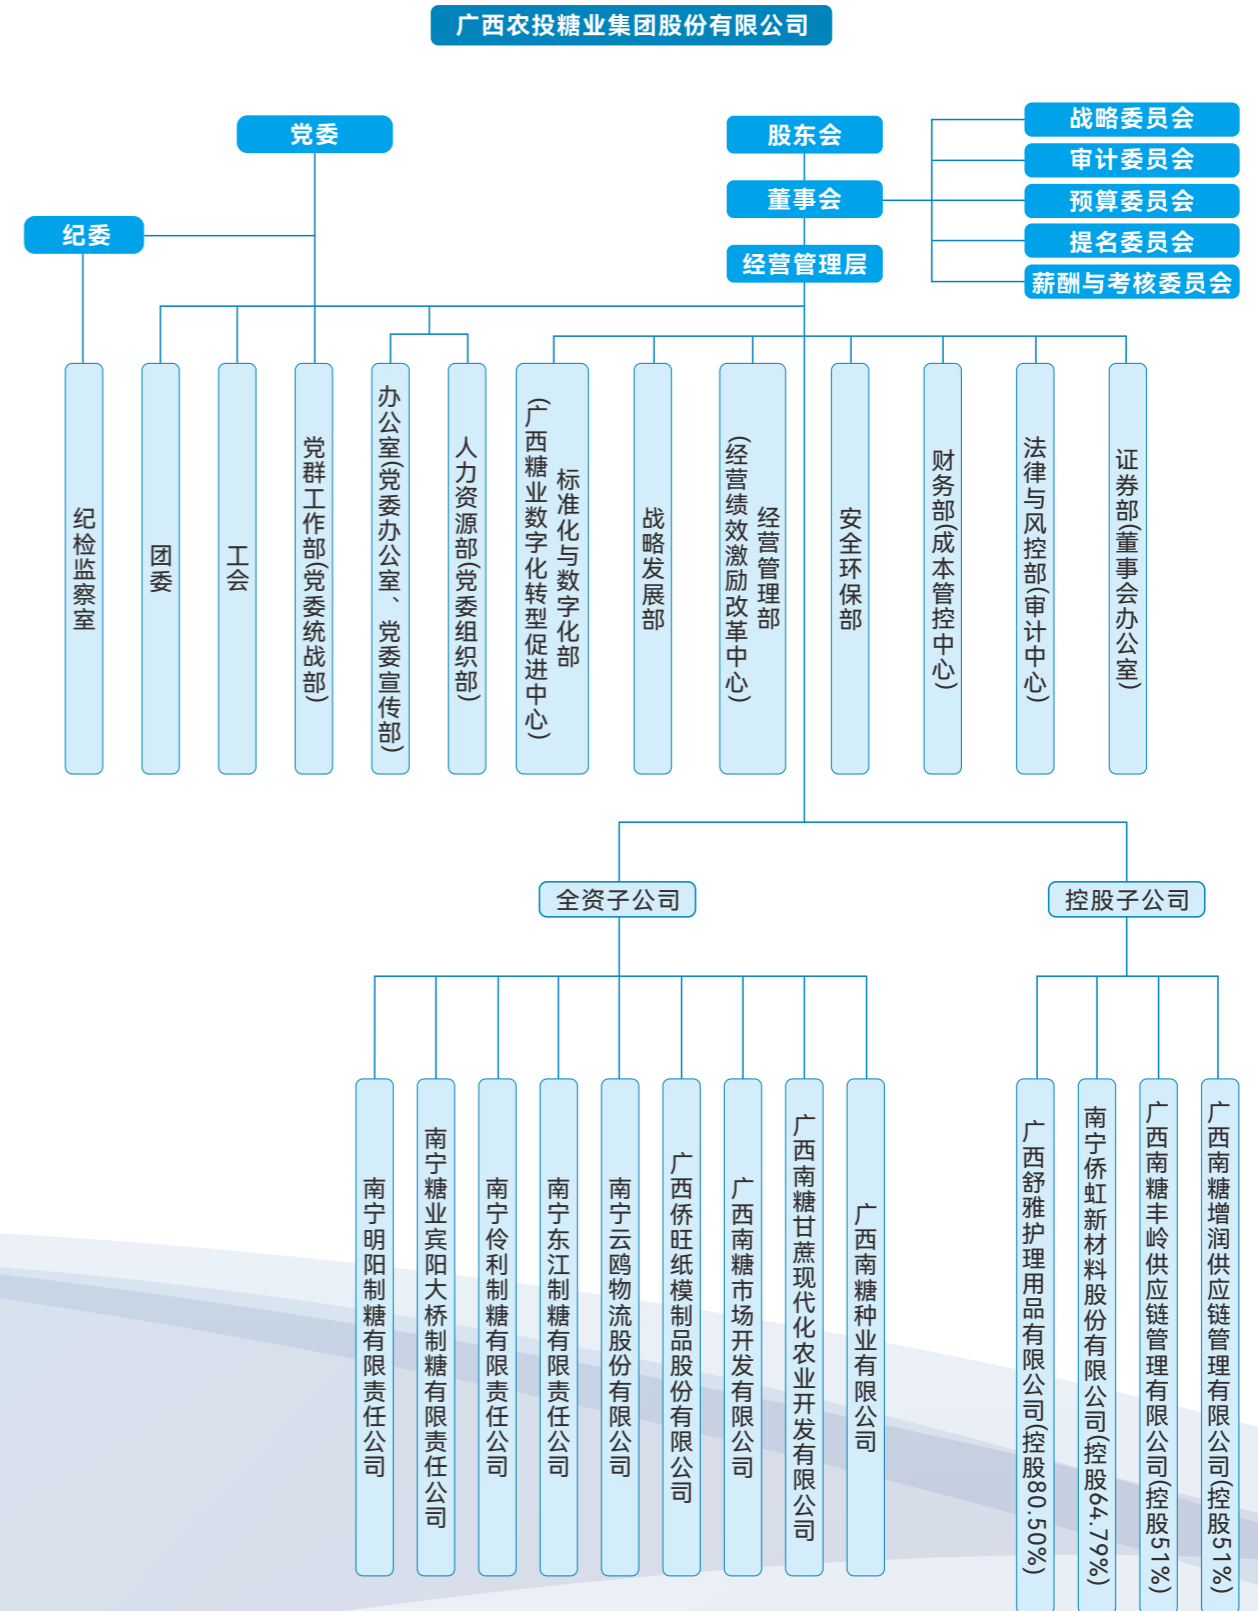 广西农投糖业集团股份有限公司
党委
股东会
董事会
经营管理层
战略委员会
审计委员会
预算委员会
提名委员会
薪酬与考核委员会
纪委
纪检监察室
团委
工会
党群工作部(党委统战部)
办公室(党委办公室、党委宣传部)
人力资源部(党委组织部)
标准化与数字化部
(广西糖业数字化转型促进中心)
战略发展部
经营管理部
(经营绩效激励改革中心)
安全环保部
财务部(成本管控中心)
法律与风控部(审计中心)
证券部(董事会办公室)
全资子公司
控股子公司
南宁明阳制糖有限责任公司
南宁糖业宾阳大桥制糖有限责任公司
南宁伶利制糖有限责任公司
南宁东江制糖有限责任公司
南宁云鸥物流股份有限公司
广西侨旺纸模制品股份有限公司
广西南糖市场开发有限公司
广西南糖甘蔗现代化农业开发有限公司
广西南糖种业有限公司
广西舒雅护理用品有限公司(控股80.50%)
南宁侨虹新材料股份有限公司(控股64.79%)
广西南糖丰岭供应链管理有限公司(控股51%)
广西南糖增润供应链管理有限公司(控股51%)